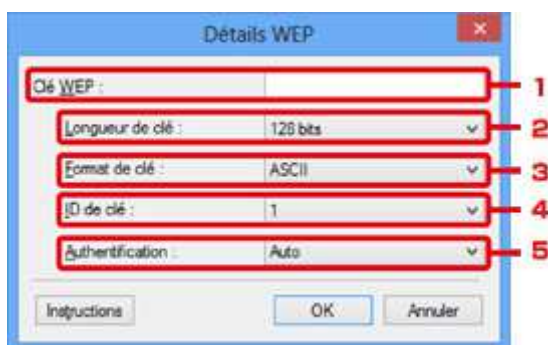 Détails WEP
Clé WEP : 1
Longueur de clé : 128 bits 2
Format de clé : ASCII 3
ID de clé : 1 4
Authentification : Auto 5
Instructions OK Annuler